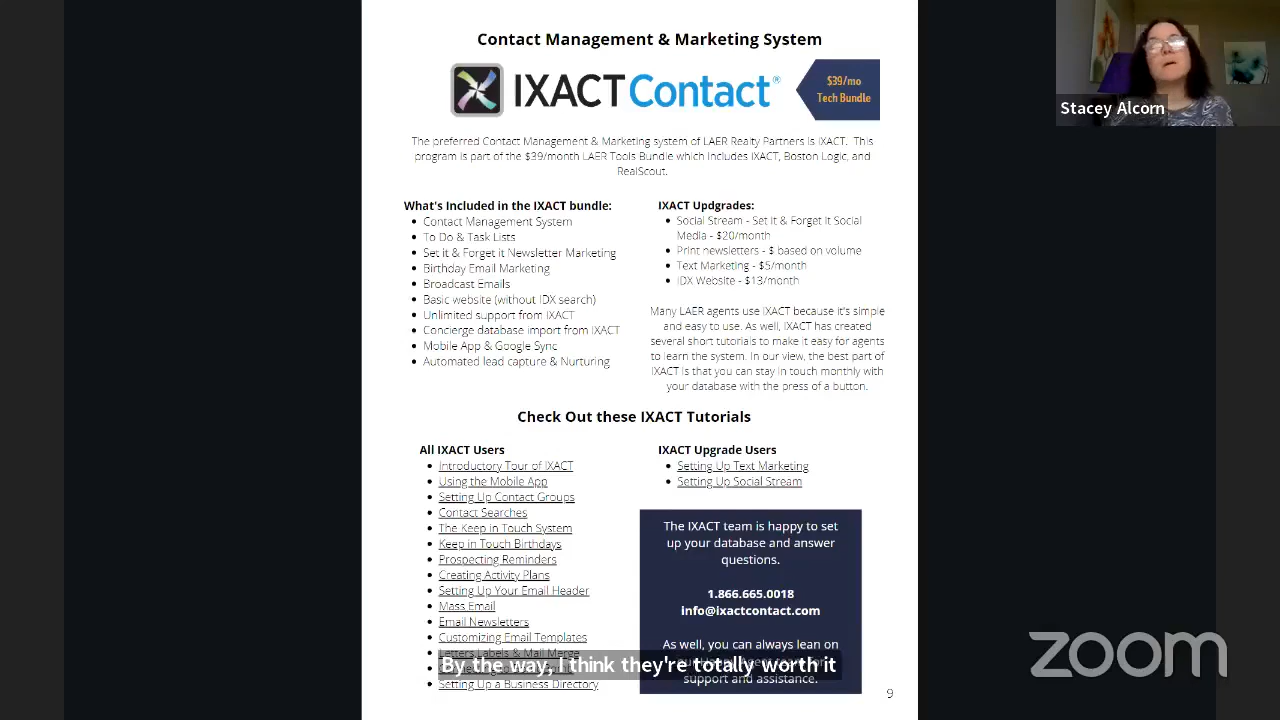 Contact Management & Marketing System
IXACT Contact®
$39/mo
Tech Bundle
The preferred Contact Management & Marketing system of LAER Realty Partners is IXACT. This
program is part of the $39/month LAER Tools Bundle which includes IXACT, Boston Logic, and
RealScout.
What's Included in the IXACT bundle:
• Contact Management System
• To Do & Task Lists
• Set it & Forget it Newsletter Marketing
• Birthday Email Marketing
• Broadcast Emails
• Basic website (without IDX search)
• Unlimited support from IXACT
• Concierge database import from IXACT
• Mobile App & Google Sync
• Automated lead capture & Nurturing
IXACT Updgrades:
• Social Stream - Set it & Forget It Social
Media - $20/month
• Print newsletters - $ based on volume
• Text Marketing - $5/month
• IDX Website - $13/month
Many LAER agents use IXACT because it's simple
and easy to use. As well, IXACT has created
several short tutorials to make it easy for agents
to learn the system. In our view, the best part of
IXACT is that you can stay in touch monthly with
your database with the press of a button.
Check Out these IXACT Tutorials
All IXACT Users
• Introductory Tour of IXACT
• Using the Mobile App
• Setting Up Contact Groups
• Contact Searches
• The Keep in Touch System
• Keep in Touch Birthdays
• Prospecting Reminders
• Creating Activity Plans
• Setting Up Your Email Header
• Mass Email
• Email Newsletters
• Customizing Email Templates
• Letters, Labels & Mail Merge
• Setting Up a Business Directory
IXACT Upgrade Users
• Setting Up Text Marketing
• Setting Up Social Stream
The IXACT team is happy to set
up your database and answer
questions.
1.866.665.0018
info@ixactcontact.com
As well, you can always lean on
support and assistance.
By the way, I think they're totally worth it
9
Stacey Alcorn
zoom